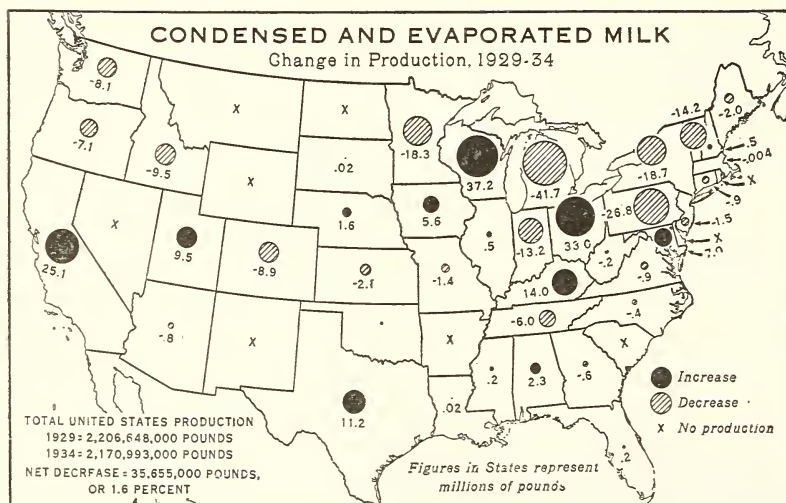 CONDENSED AND EVAPORATED MILK
Change in Production, 1929-34
-8.1
X
X
-18.3
-14.2
-2.0
-7.1
-9.5
X
.02
37.2
-41.7
-18.7
.5
-.004
X
.9
X
1.6
5.6
-26.8
-1.5
X
7.0
25.1
9.5
-8.9
.5
-13.2
33.0
-.2
-2.1
-1.4
14.0
-.9
-.8
X
X
-6.0
-.4
X
11.2
.02
.2
2.3
-.6
.2
Increase
Decrease
X No production
TOTAL UNITED STATES PRODUCTION
1929=2,206,648,000 POUNDS
1934=2,170,993,000 POUNDS
NET DECRFASE=35,655,000 POUNDS,
OR 1.6 PERCENT
Figures in States represent
millions of pounds